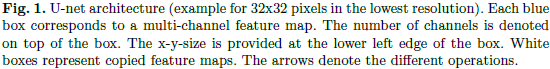 Fig. 1. U-net architecture (example for 32x32 pixels in the lowest resolution). Each blue
box corresponds to a multi-channel feature map. The number of channels is denoted
on top of the box. The x-y-size is provided at the lower left edge of the box. White
boxes represent copied feature maps. The arrows denote the different operations.